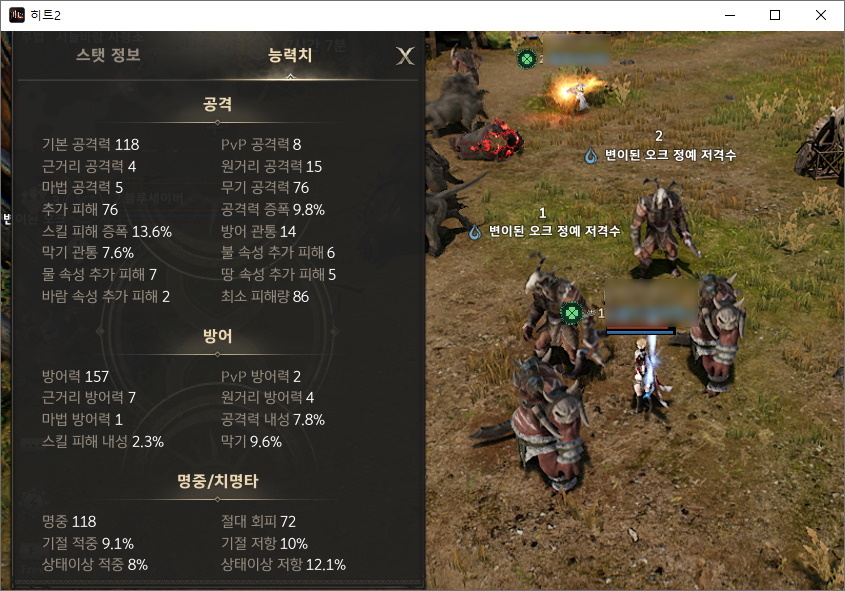 히트2
스탯 정보 능력치 X
공격
기본 공격력 118 PvP 공격력 8
근거리 공격력 4 원거리 공격력 15
마법 공격력 5 무기 공격력 76
추가 피해 76 공격력 증폭 9.8%
스킬 피해 증폭 13.6% 방어 관통 14
막기 관통 7.6% 불 속성 추가 피해 6
물 속성 추가 피해 7 땅 속성 추가 피해 5
바람 속성 추가 피해 2 최소 피해량 86
방어
방어력 157 PvP 방어력 2
근거리 방어력 7 원거리 방어력 4
마법 방어력 1 공격력 내성 7.8%
스킬 피해 내성 2.3% 막기 9.6%
명중/치명타
명중 118 절대 회피 72
기절 적중 9.1% 기절 저항 10%
상태이상 적중 8% 상태이상 저항 12.1%
2
2
변이된 오크 정예 저격수
1
변이된 오크 정예 저격수
1